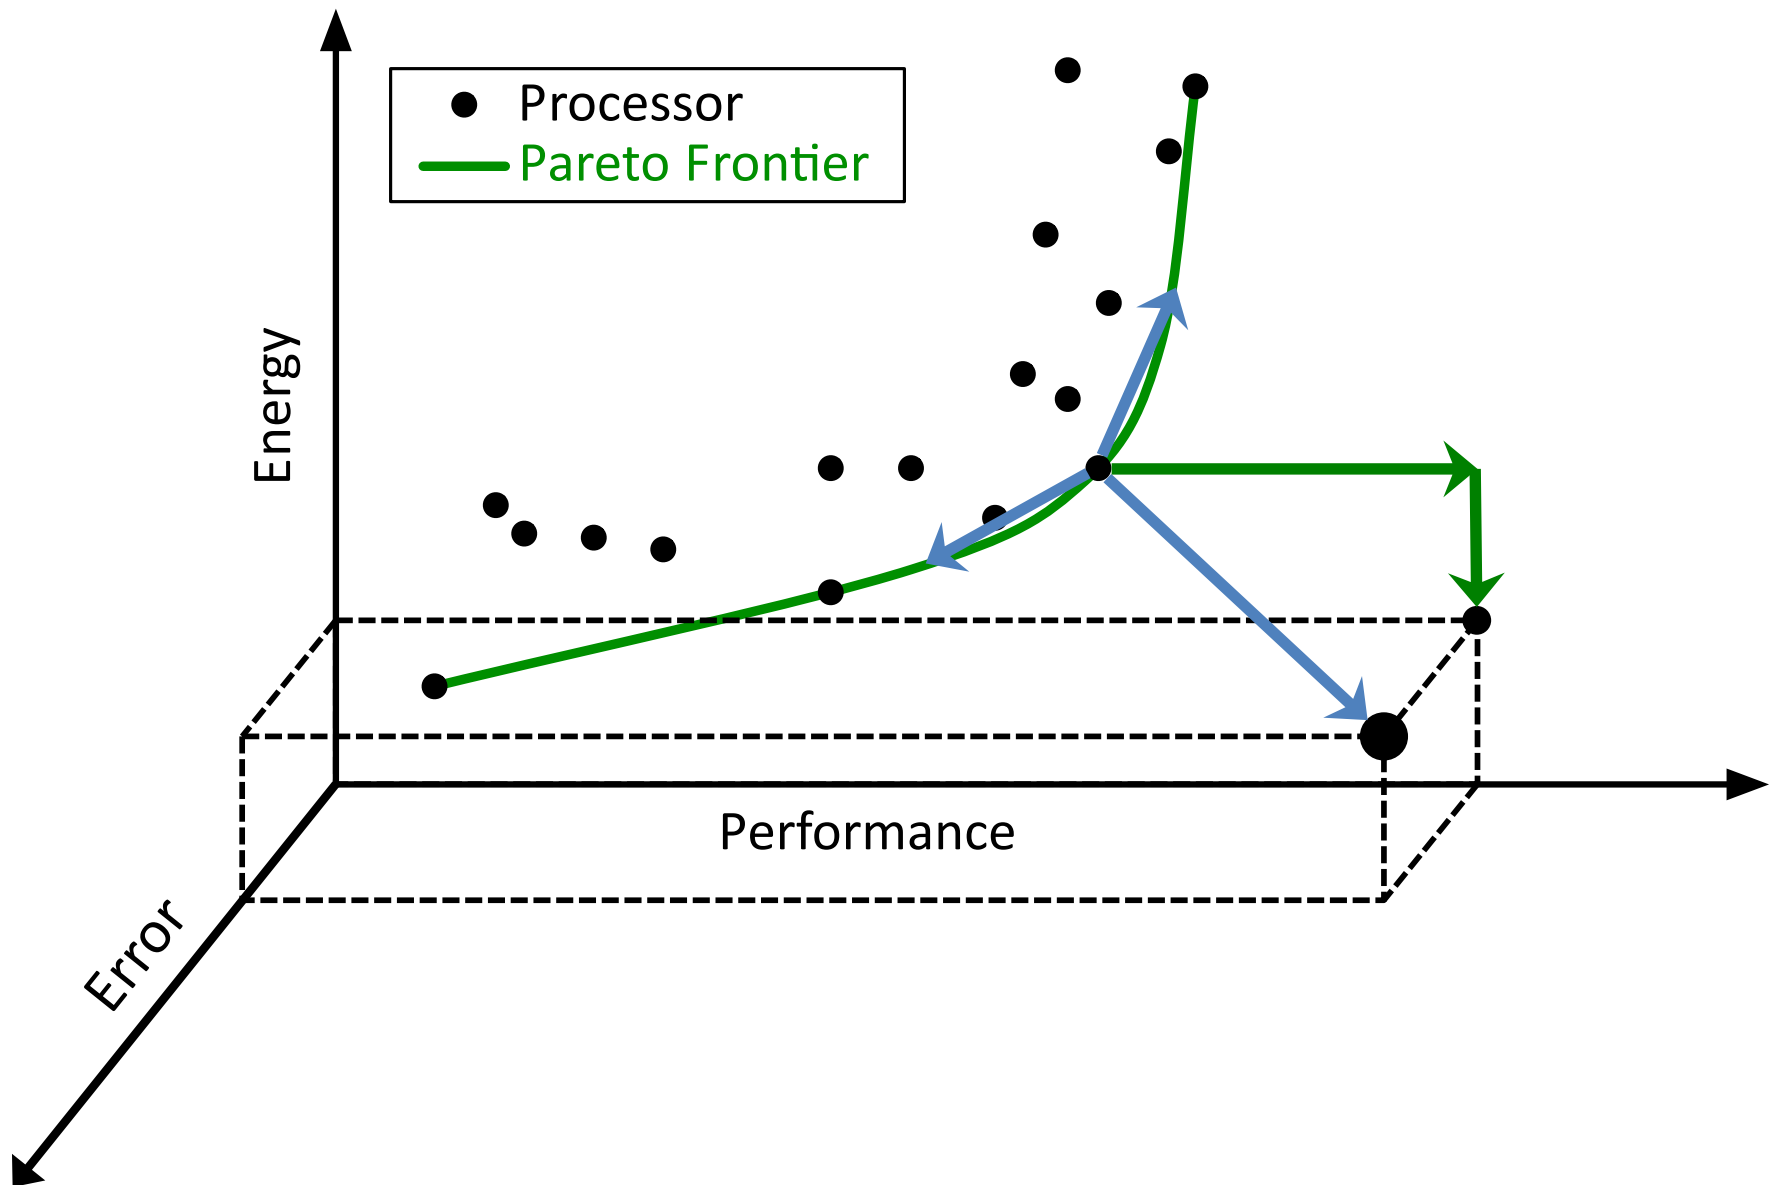 Processor
Pareto Frontier
Energy
Performance
Error